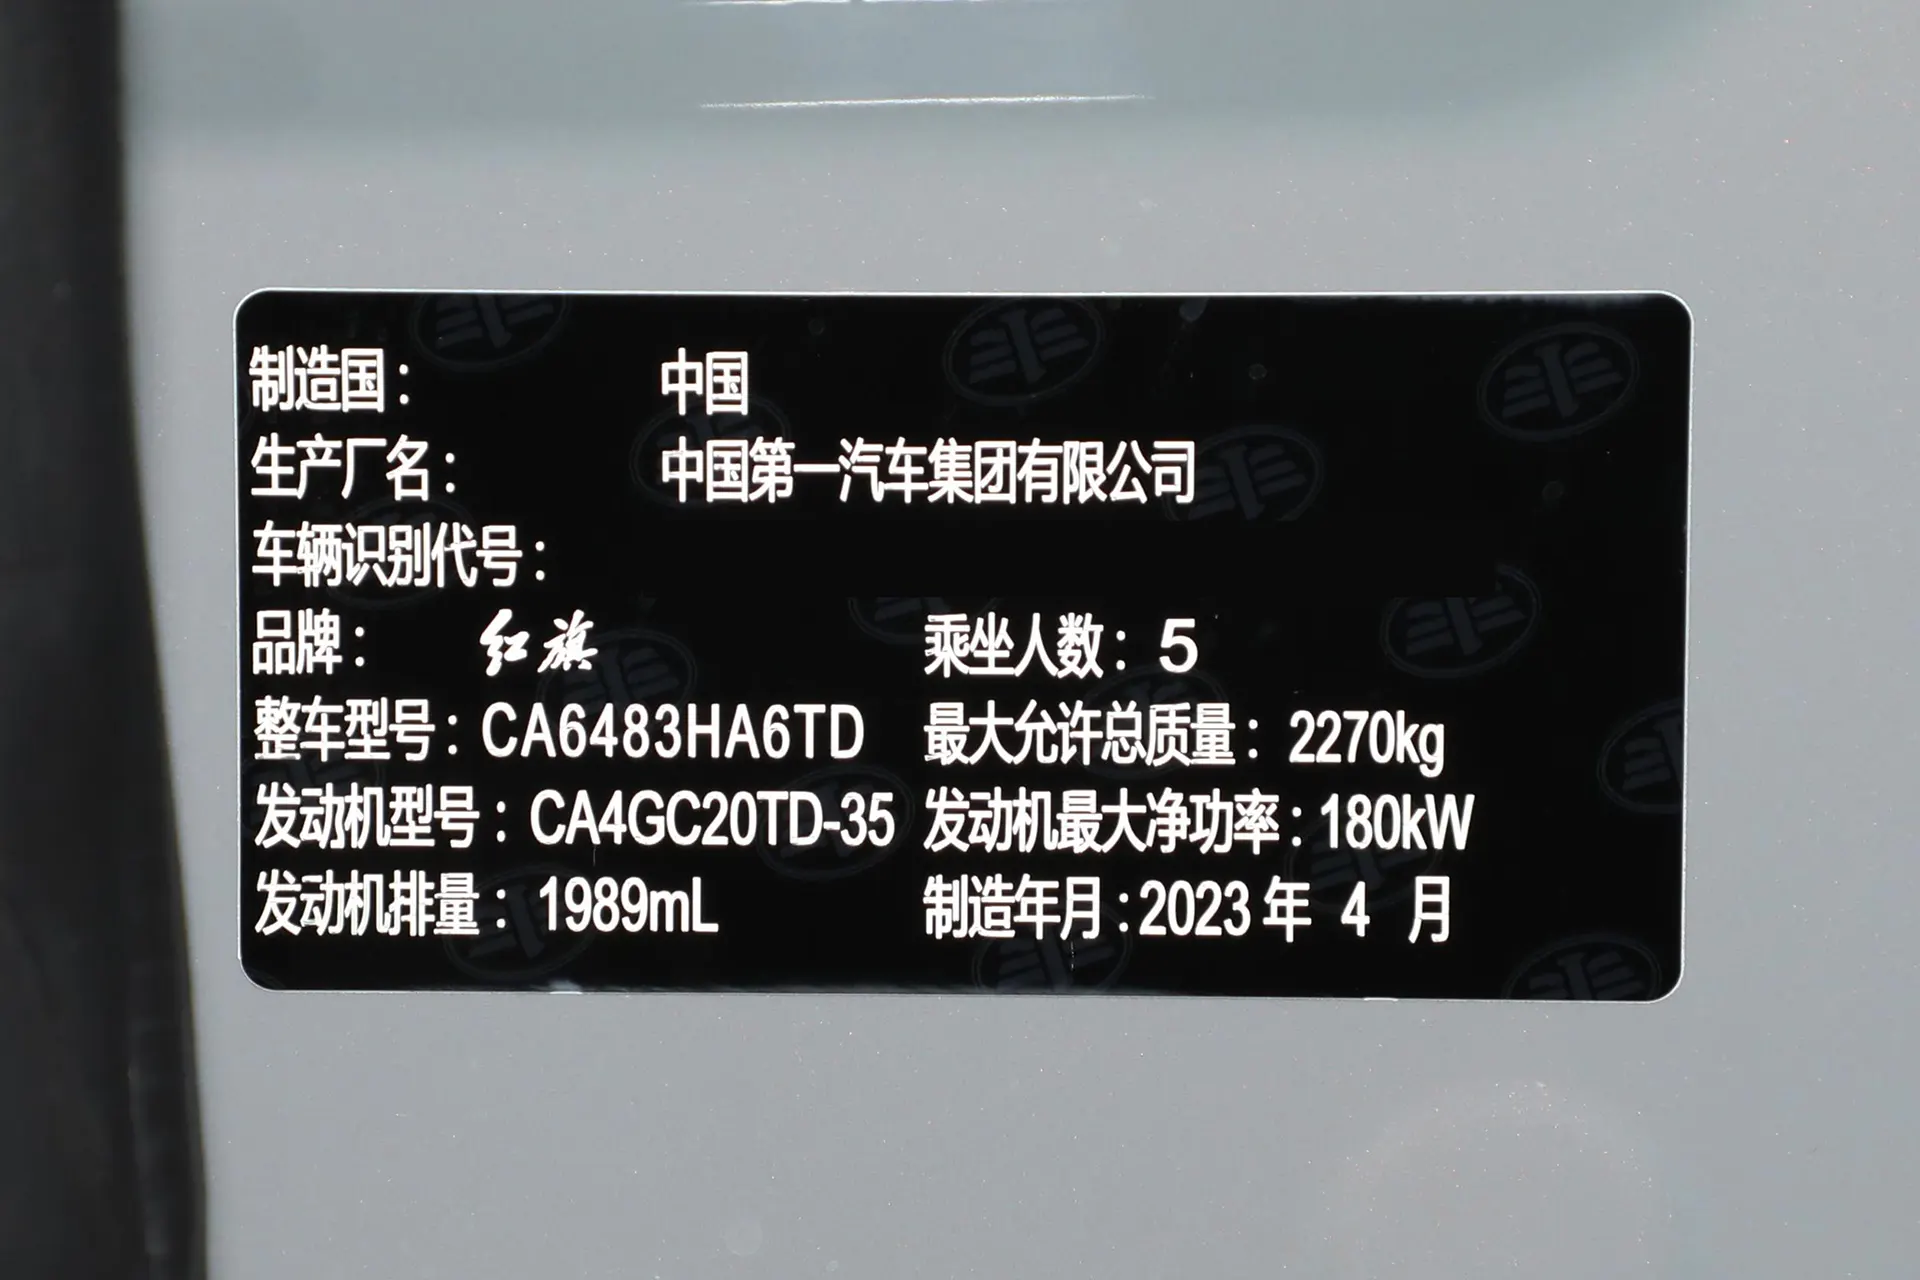 制造国： 中国
生产厂名： 中国第一汽车集团有限公司
车辆识别代号：
品牌： 红旗 乘坐人数：5
整车型号：CA6483HA6TD 最大允许总质量：2270kg
发动机型号：CA4GC20TD-35 发动机最大净功率：180kW
发动机排量：1989mL 制造年月：2023年 4 月